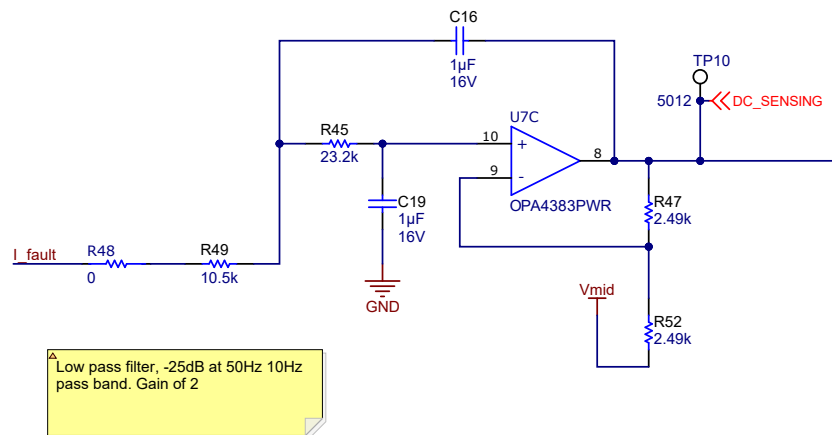 C16
1µF
16V
TP10
5012
DC_SENSING
U7C
R45
23.2k
10
+
8
9
-
OPA4383PWR
C19
1µF
16V
R47
2.49k
I_fault
R48
0
R49
10.5k
GND
Vmid
R52
2.49k
Low pass filter, -25dB at 50Hz 10Hz
pass band. Gain of 2